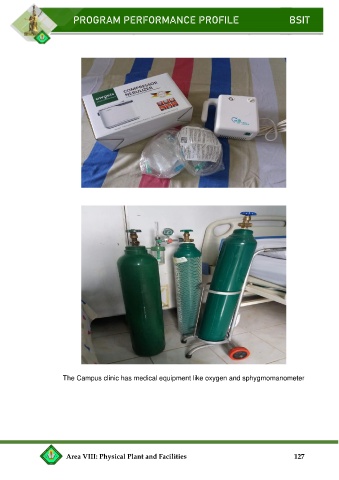 PROGRAM PERFORMANCE PROFILE BSIT
COMPRESSOR
NEBULIZER
The Campus clinic has medical equipment like oxygen and sphygmomanometer
Area VIII: Physical Plant and Facilities 127